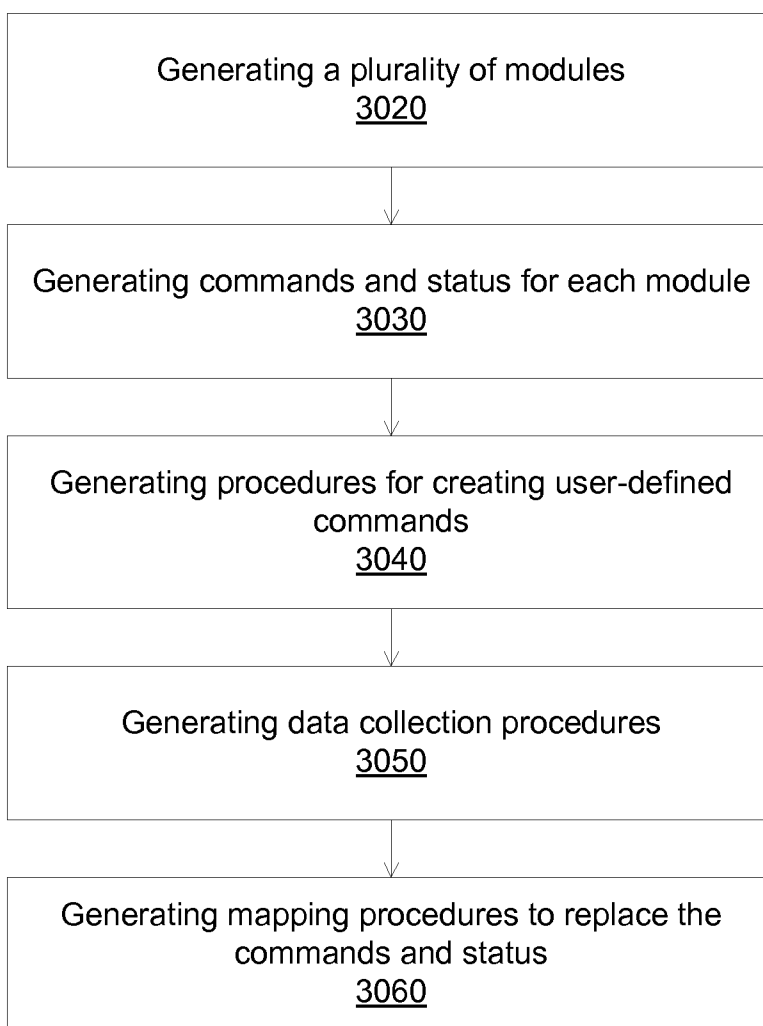 Generating a plurality of modules
3020
Generating commands and status for each module
3030
Generating procedures for creating user-defined
commands
3040
Generating data collection procedures
3050
Generating mapping procedures to replace the
commands and status
3060